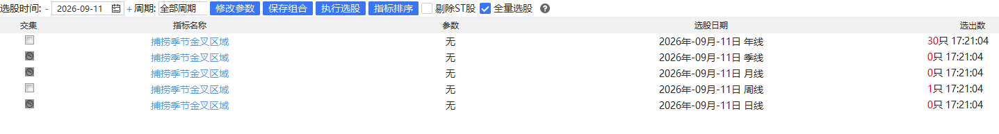 选股时间: - 2026-09-11 + 周期: 全部周期 修改参数 保存组合 执行选股 指标排序 剔除ST股 全量选股 ?
交集 指标名称 参数 选股日期 选出数
捕捞季节金叉区域 无 2026年-09月-11日 年线 30只 17:21:04
捕捞季节金叉区域 无 2026年-09月-11日 季线 0只 17:21:04
捕捞季节金叉区域 无 2026年-09月-11日 月线 0只 17:21:04
捕捞季节金叉区域 无 2026年-09月-11日 周线 1只 17:21:04
捕捞季节金叉区域 无 2026年-09月-11日 日线 0只 17:21:04